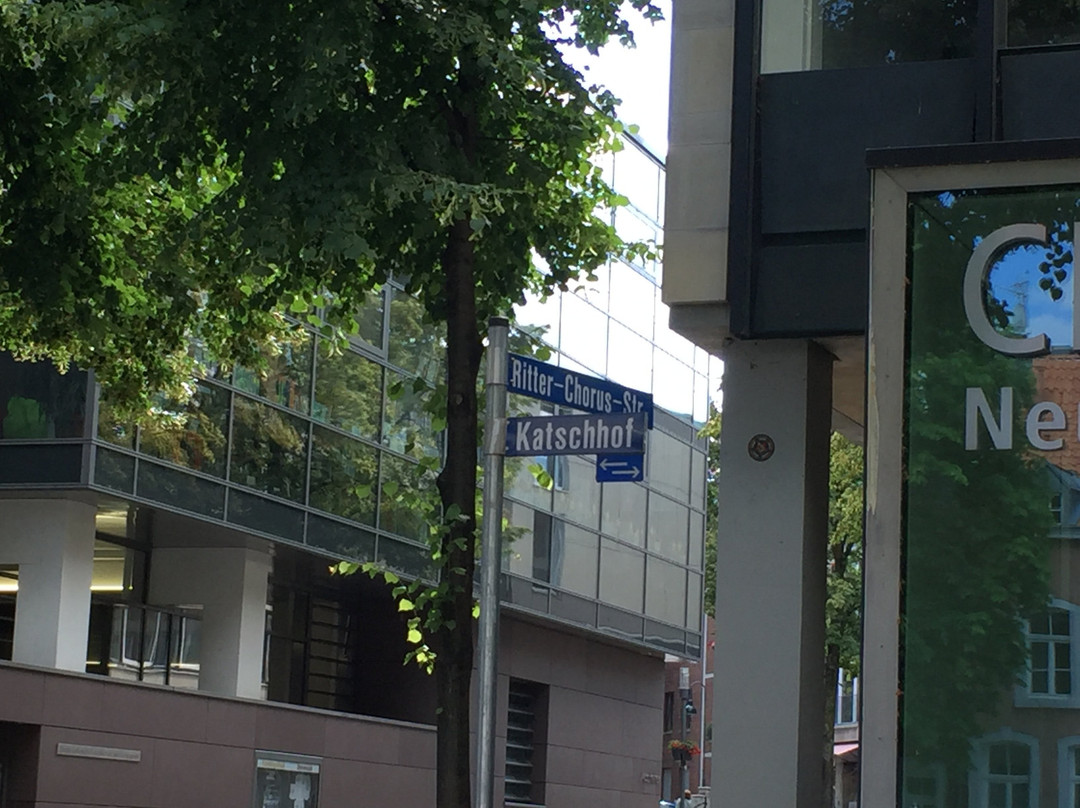 Ritter-Chorus-Str.
Katschhof
C
Ne